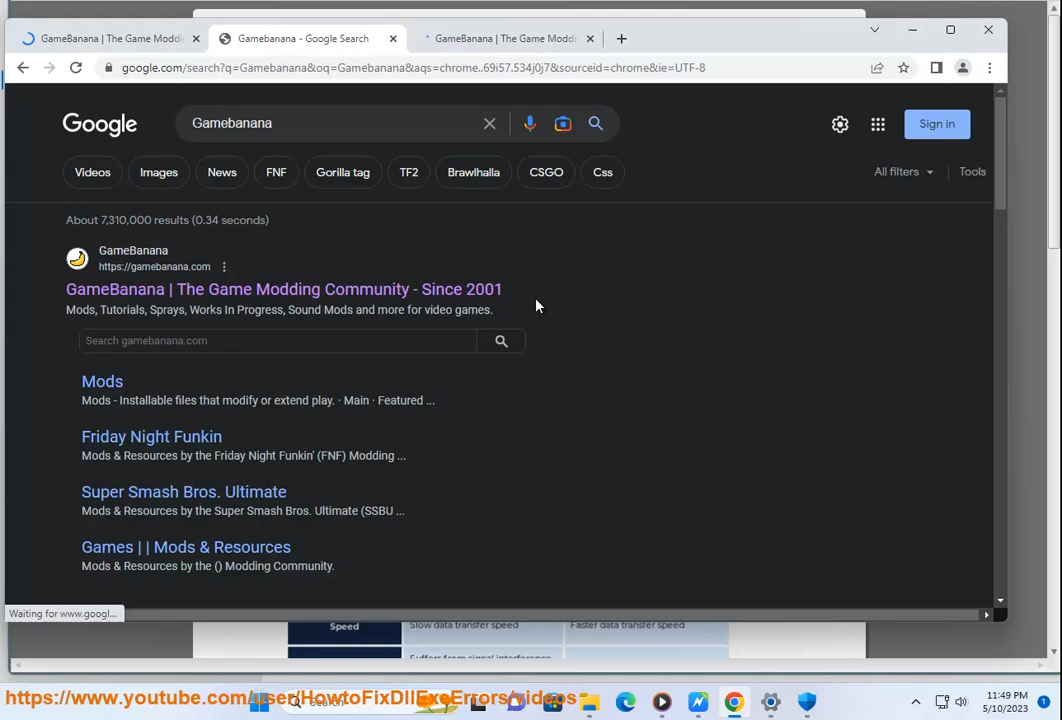 GameBanana | The Game Moddi
Gamebanana - Google Search
GameBanana | The Game Moddi
google.com/search?q=Gamebanana&oq=Gamebanana&aqs=chrome..69i57.534j0j7&sourceid=chrome&ie=UTF-8
Google
Gamebanana
Sign in
Videos
Images
News
FNF
Gorilla tag
TF2
Brawlhalla
CSGO
Css
All filters
Tools
About 7,310,000 results (0.34 seconds)
GameBanana
https://gamebanana.com
GameBanana | The Game Modding Community - Since 2001
Mods, Tutorials, Sprays, Works In Progress, Sound Mods and more for video games.
Search gamebanana.com
Mods
Mods - Installable files that modify or extend play. · Main · Featured ...
Friday Night Funkin
Mods & Resources by the Friday Night Funkin' (FNF) Modding ...
Super Smash Bros. Ultimate
Mods & Resources by the Super Smash Bros. Ultimate (SSBU ...
Games | | Mods & Resources
Mods & Resources by the () Modding Community.
Waiting for www.googl...
Speed
Slow data transfer speed
Faster data transfer speed
Suffers from signal interference
https://www.youtube.com/user/HowtoFixDllExeErrors/videos
Search
11:49 PM
5/10/2023
1